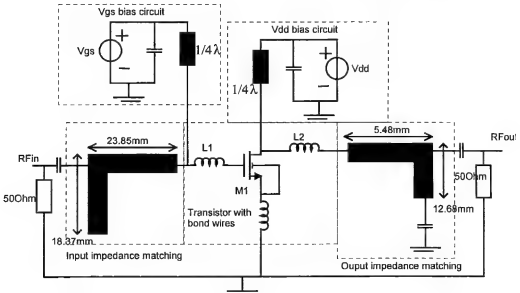 Vgs bias circuit
Vdd bias circuit
+
Vgs
−
1/4λ
+
−
Vdd
1/4λ
23.85mm
5.48mm
L1
L2
RFin
RFout
M1
50Ohm
50Ohm
12.69mm
18.37mm
Transistor with
bond wires
Input impedance matching
Ouput impedance matching